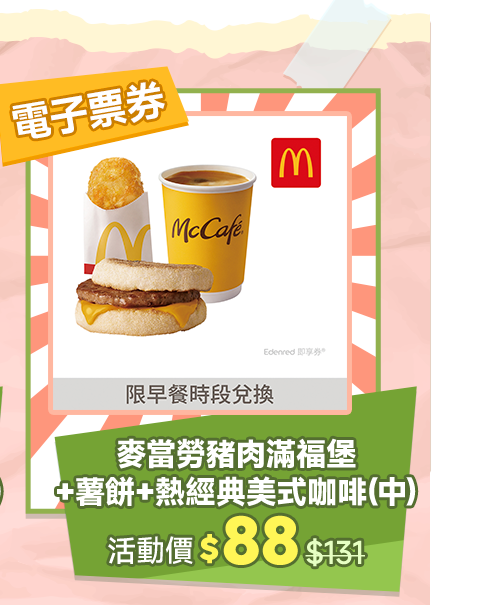 電子票券
McCafé®
Edenred 即享券®
限早餐時段兌換
麥當勞豬肉滿福堡
+薯餅+熱經典美式咖啡(中)
活動價$88 $131
)